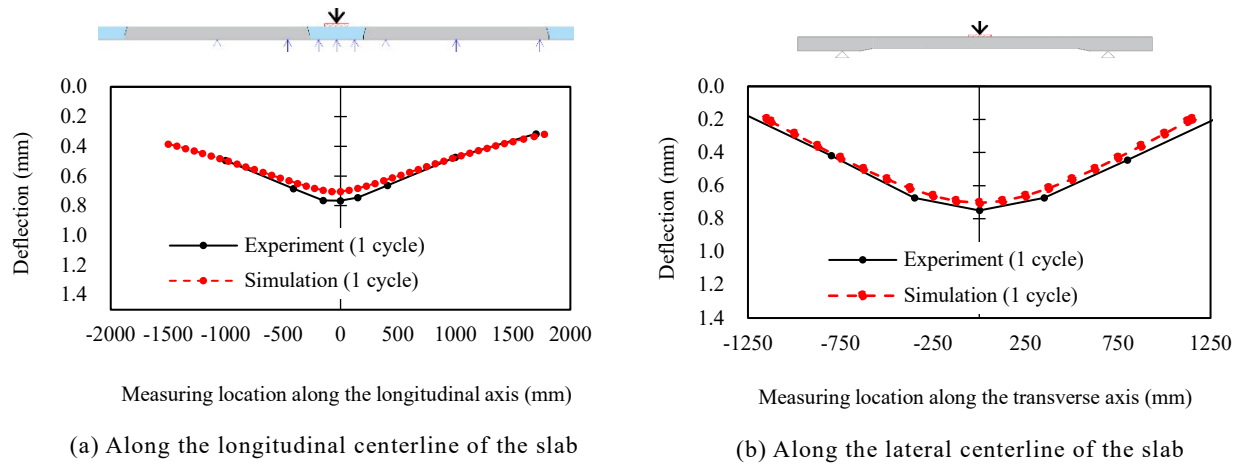 0.0
0.2
0.4
0.6
0.8
1.0
1.2
1.4
Deflection (mm)
Experiment (1 cycle)
Simulation (1 cycle)
-2000 -1500 -1000 -500 0 500 1000 1500 2000
Measuring location along the longitudinal axis (mm)
(a) Along the longitudinal centerline of the slab
0.0
0.2
0.4
0.6
0.8
1.0
1.2
1.4
Deflection (mm)
Experiment (1 cycle)
Simulation (1 cycle)
-1250 -750 -250 250 750 1250
Measuring location along the transverse axis (mm)
(b) Along the lateral centerline of the slab